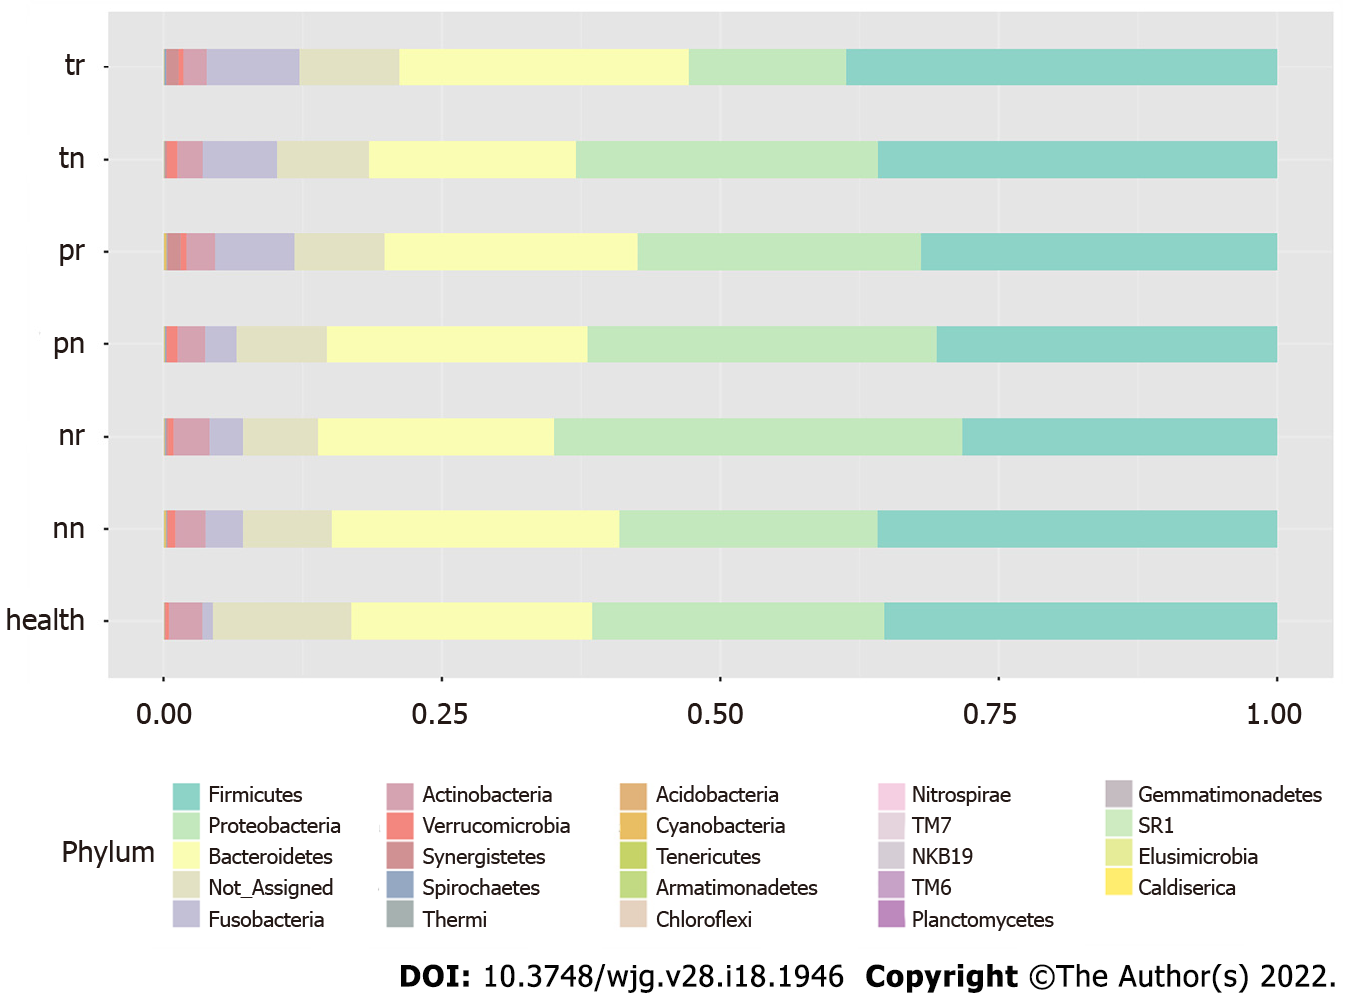 tr
tn
pr
pn
nr
nn
health
0.00 0.25 0.50 0.75 1.00
Phylum
Firmicutes Actinobacteria Acidobacteria Nitrospirae Gemmatimonadetes
Proteobacteria Verrucomicrobia Cyanobacteria TM7 SR1
Bacteroidetes Synergistetes Tenericutes NKB19 Elusimicrobia
Not_Assigned Spirochaetes Armatimonadetes TM6 Caldiserica
Fusobacteria Thermi Chloroflexi Planctomycetes
DOI: 10.3748/wjg.v28.i18.1946 Copyright ©The Author(s) 2022.